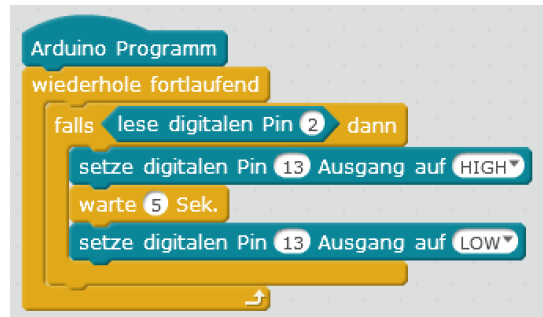 Arduino Programm
wiederhole fortlaufend
falls lese digitalen Pin 2 dann
setze digitalen Pin 13 Ausgang auf HIGH
warte 5 Sek.
setze digitalen Pin 13 Ausgang auf LOW